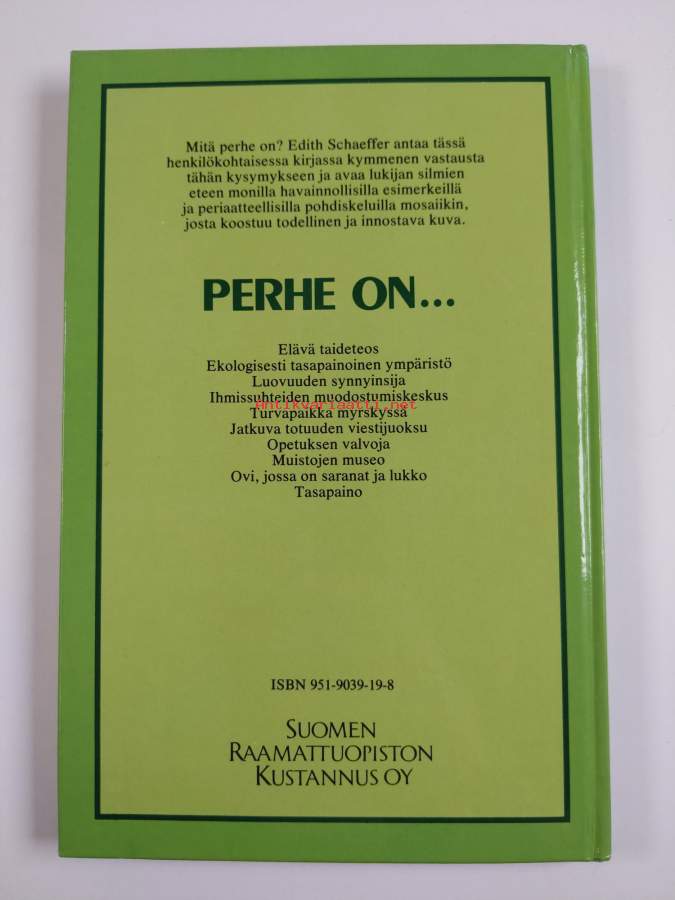 Mitä perhe on? Edith Schaeffer antaa tässä
henkilökohtaisessa kirjassa kymmenen vastausta
tähän kysymykseen ja avaa lukijan silmien
eteen monilla havainnollisilla esimerkeillä
ja periaatteellisilla pohdiskeluilla mosaiikin,
josta koostuu todellinen ja innostava kuva.
PERHE ON...
Elävä taideteos
Ekologisesti tasapainoinen ympäristö
Luovuuden synnyinsija
Ihmissuhteiden muodostumiskeskus
Antikvariaatti.net
Turvapaikka myrskyssä
Jatkuva totuuden viestijuoksu
Opetuksen valvoja
Muistojen museo
Ovi, jossa on saranat ja lukko
Tasapaino
ISBN 951-9039-19-8
SUOMEN
RAAMATTUOPISTON
KUSTANNUS OY